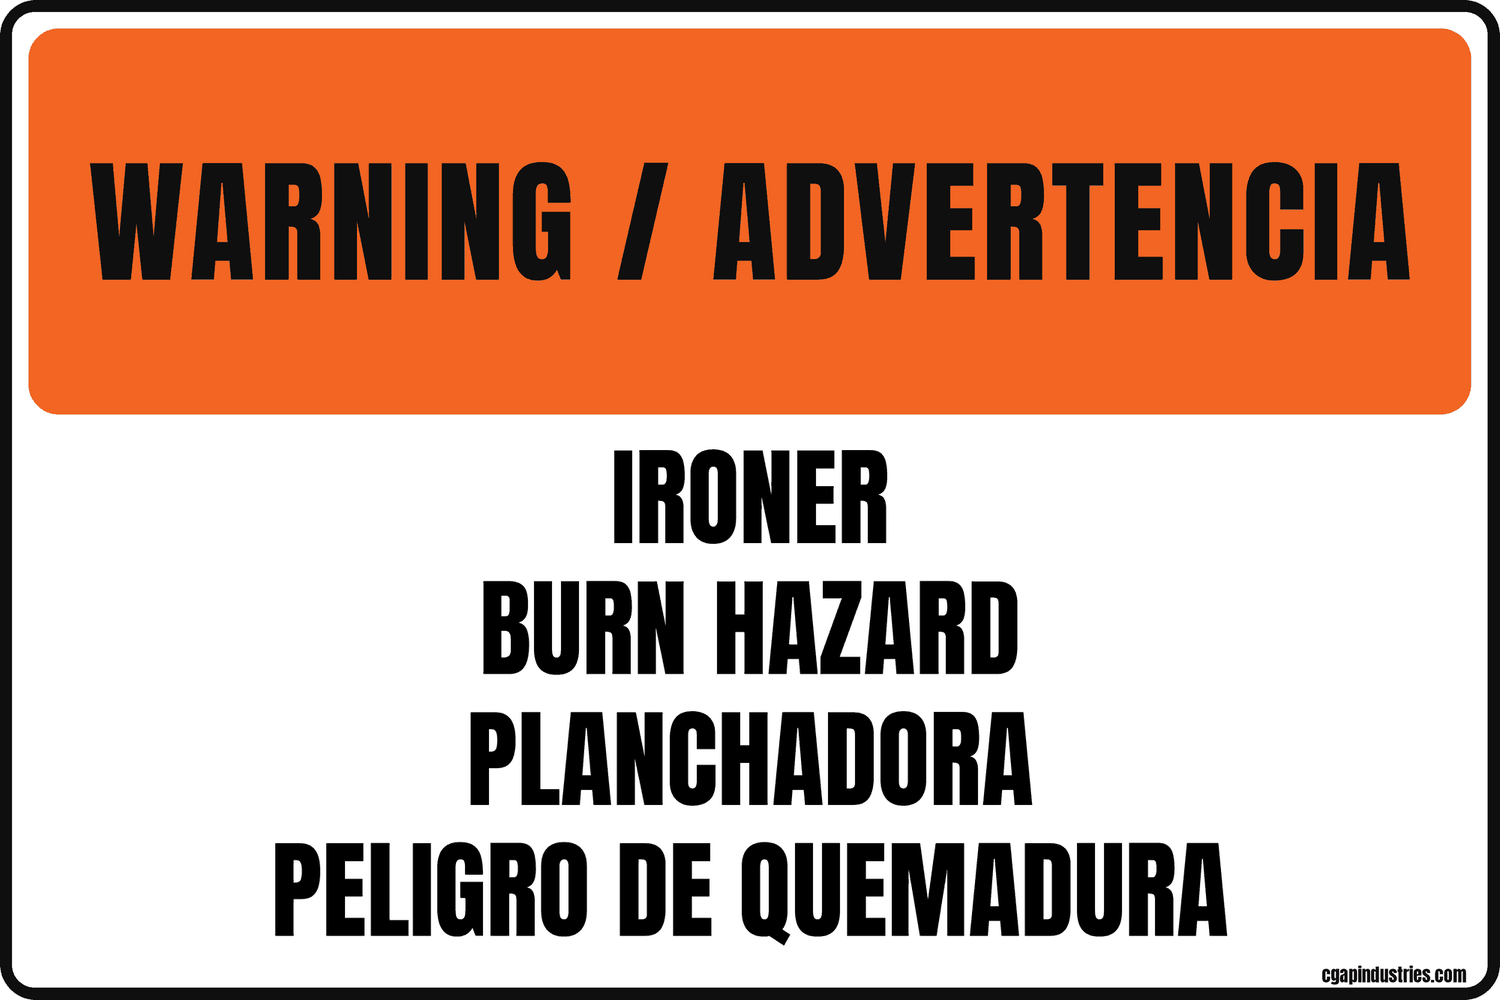 WARNING / ADVERTENCIA
IRONER
BURN HAZARD
PLANCHADORA
PELIGRO DE QUEMADURA
cgapindustries.com